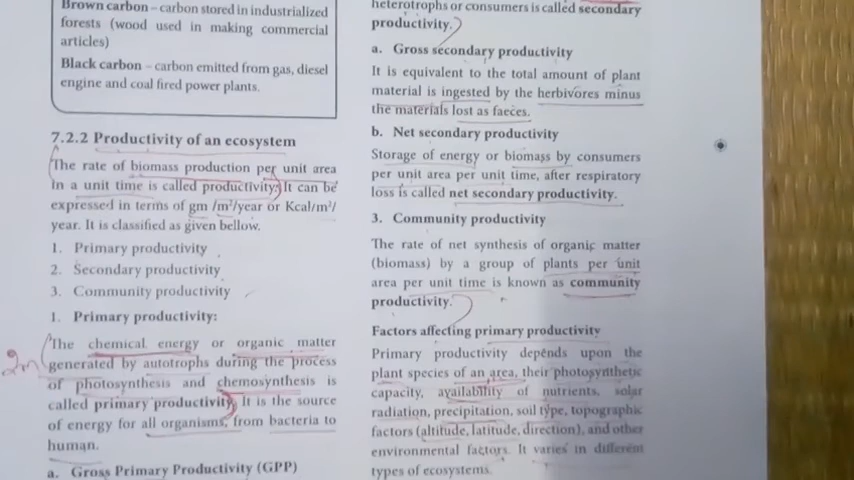 Brown carbon – carbon stored in industrialized
forests (wood used in making commercial
articles)
Black carbon – carbon emitted from gas, diesel
engine and coal fired power plants.
7.2.2 Productivity of an ecosystem
The rate of biomass production per unit area
in a unit time is called productivity. It can be
expressed in terms of gm /m²/year or Kcal/m²/
year. It is classified as given bellow.
1. Primary productivity
2. Secondary productivity
3. Community productivity
1. Primary productivity:
2m
The chemical energy or organic matter
generated by autotrophs during the process
of photosynthesis and chemosynthesis is
called primary productivity. It is the source
of energy for all organisms, from bacteria to
human.
a. Gross Primary Productivity (GPP)
heterotrophs or consumers is called secondary
productivity.
a. Gross secondary productivity
It is equivalent to the total amount of plant
material is ingested by the herbivores minus
the materials lost as faeces.
b. Net secondary productivity
Storage of energy or biomass by consumers
per unit area per unit time, after respiratory
loss is called net secondary productivity.
3. Community productivity
The rate of net synthesis of organic matter
(biomass) by a group of plants per unit
area per unit time is known as community
productivity.
Factors affecting primary productivity
Primary productivity depends upon the
plant species of an area, their photosynthetic
capacity, availability of nutrients, solar
radiation, precipitation, soil type, topographic
factors (altitude, latitude, direction), and other
environmental factors. It varies in different
types of ecosystems.